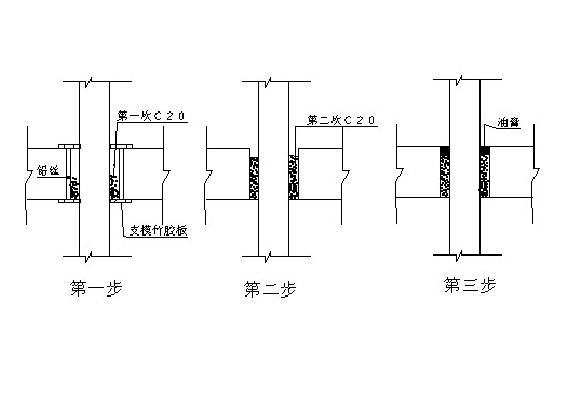 第一次C20
铅丝
支模竹胶板
第一步
第二次C20
第二步
油膏
第三步